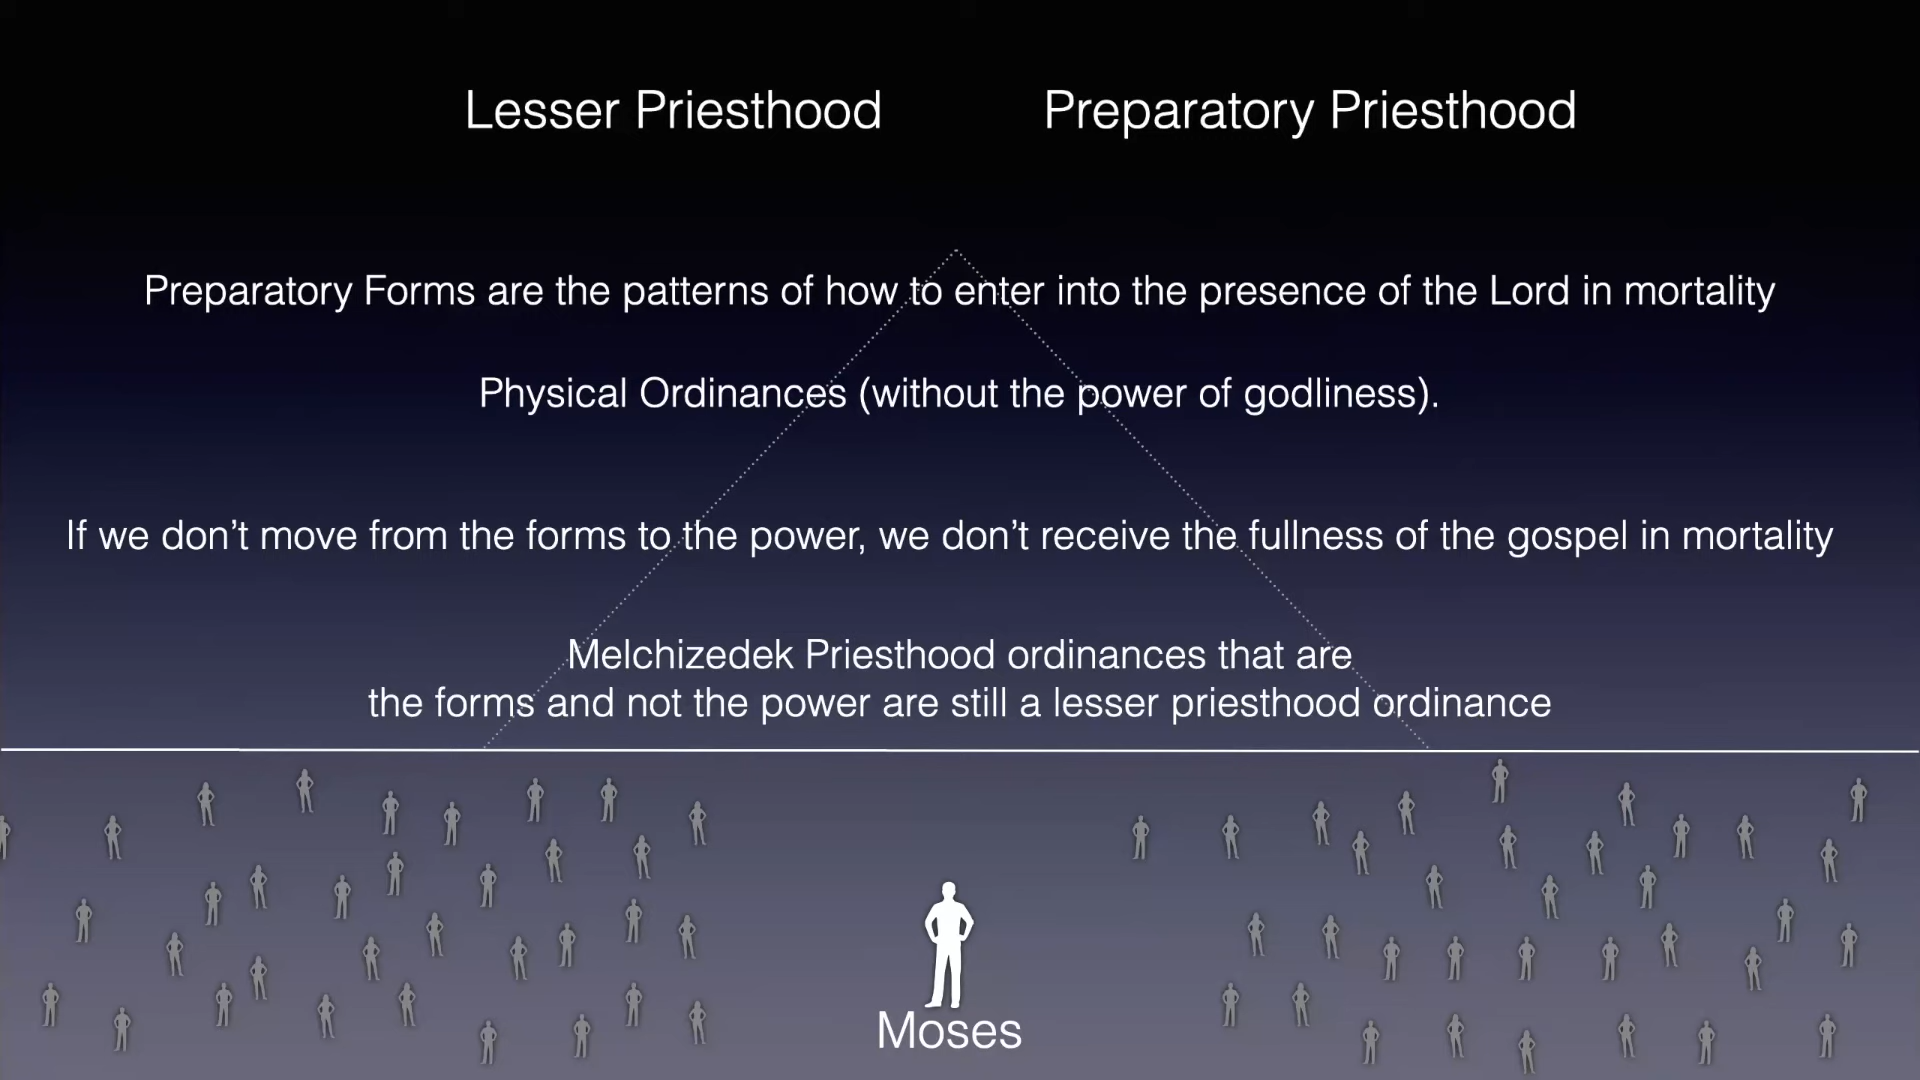 Lesser Priesthood Preparatory Priesthood
Preparatory Forms are the patterns of how to enter into the presence of the Lord in mortality
Physical Ordinances (without the power of godliness).
If we don’t move from the forms to the power, we don’t receive the fullness of the gospel in mortality
Melchizedek Priesthood ordinances that are
the forms and not the power are still a lesser priesthood ordinance
Moses